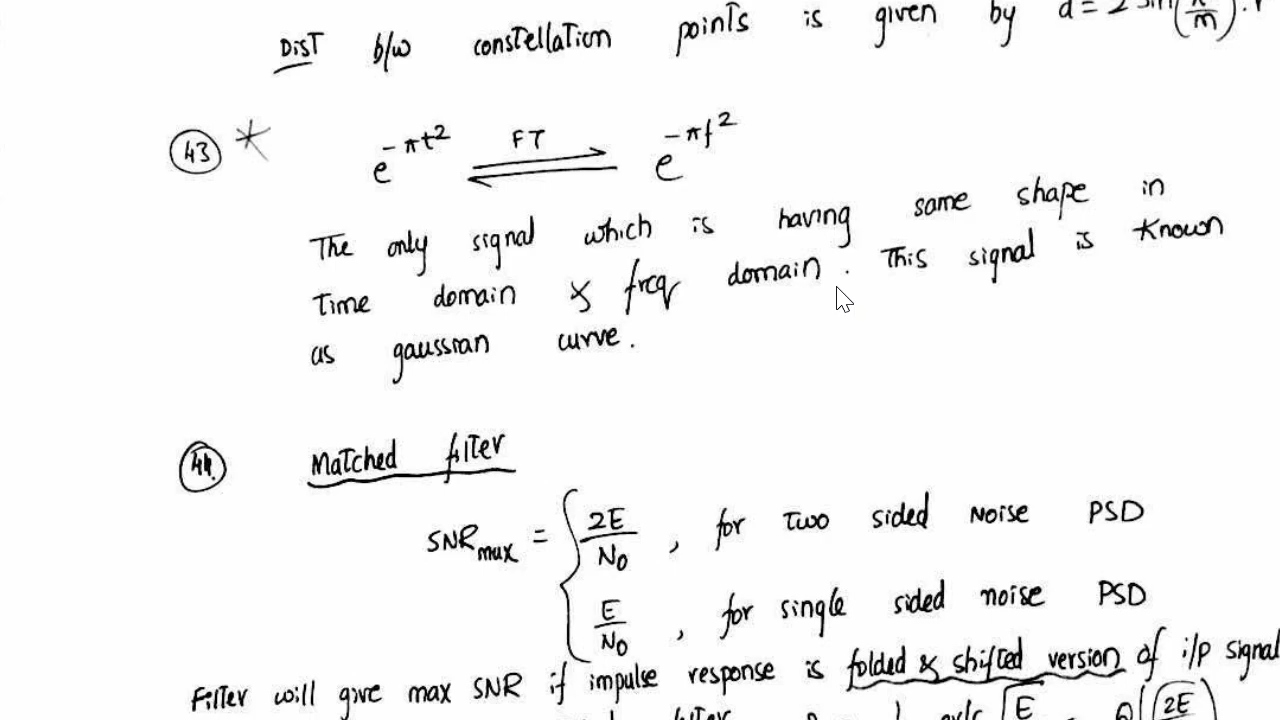 DIST b/w constellation points is given by d = 2 sin(π/m).
43 * e^-πt² FT e^-πf²
The only signal which is having same shape in
Time domain & freq domain. This signal is known
as gaussian curve.
44. Matched filter
SNRmax = { 2E/N0 , for Two sided Noise PSD
E/N0 , for single sided noise PSD
Filter will give max SNR if impulse response is folded & shifted version of i/p signal